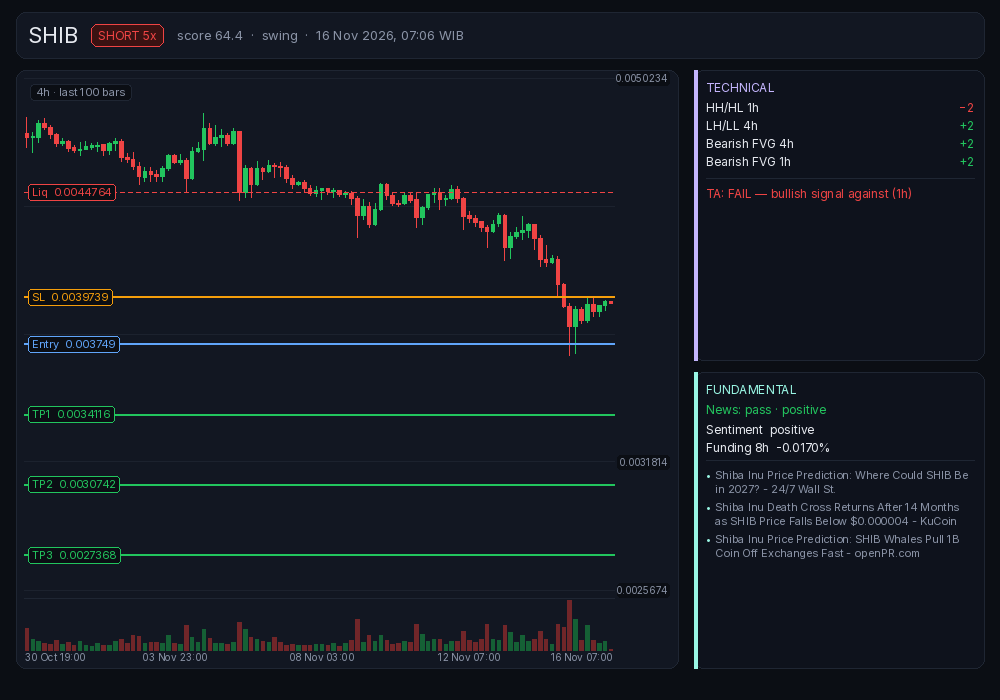 SHIB SHORT 5x score 64.4 · swing · 16 Nov 2026, 07:06 WIB
4h · last 100 bars
0.0050234
Liq 0.0044764
SL 0.0039739
Entry 0.003749
TP1 0.0034116
0.0031814
TP2 0.0030742
TP3 0.0027368
0.0025674
30 Oct 19:00 03 Nov 23:00 08 Nov 03:00 12 Nov 07:00 16 Nov 07:00
TECHNICAL
HH/HL 1h −2
LH/LL 4h +2
Bearish FVG 4h +2
Bearish FVG 1h +2
TA: FAIL — bullish signal against (1h)
FUNDAMENTAL
News: pass · positive
Sentiment positive
Funding 8h -0.0170%
• Shiba Inu Price Prediction: Where Could SHIB Be
in 2027? - 24/7 Wall St.
• Shiba Inu Death Cross Returns After 14 Months
as SHIB Price Falls Below $0.000004 - KuCoin
• Shiba Inu Price Prediction: SHIB Whales Pull 1B
Coin Off Exchanges Fast - openPR.com